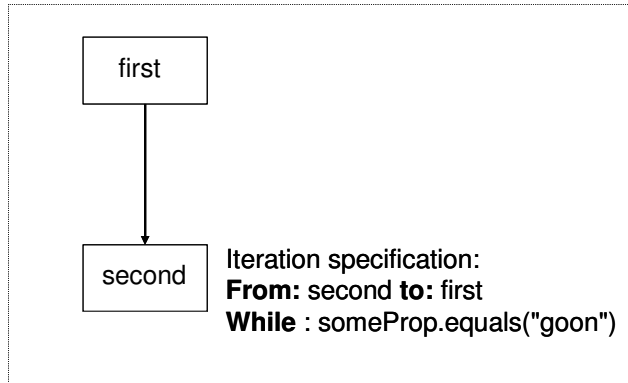 first
second
Iteration specification:
From: second to: first
While : someProp.equals("goon")